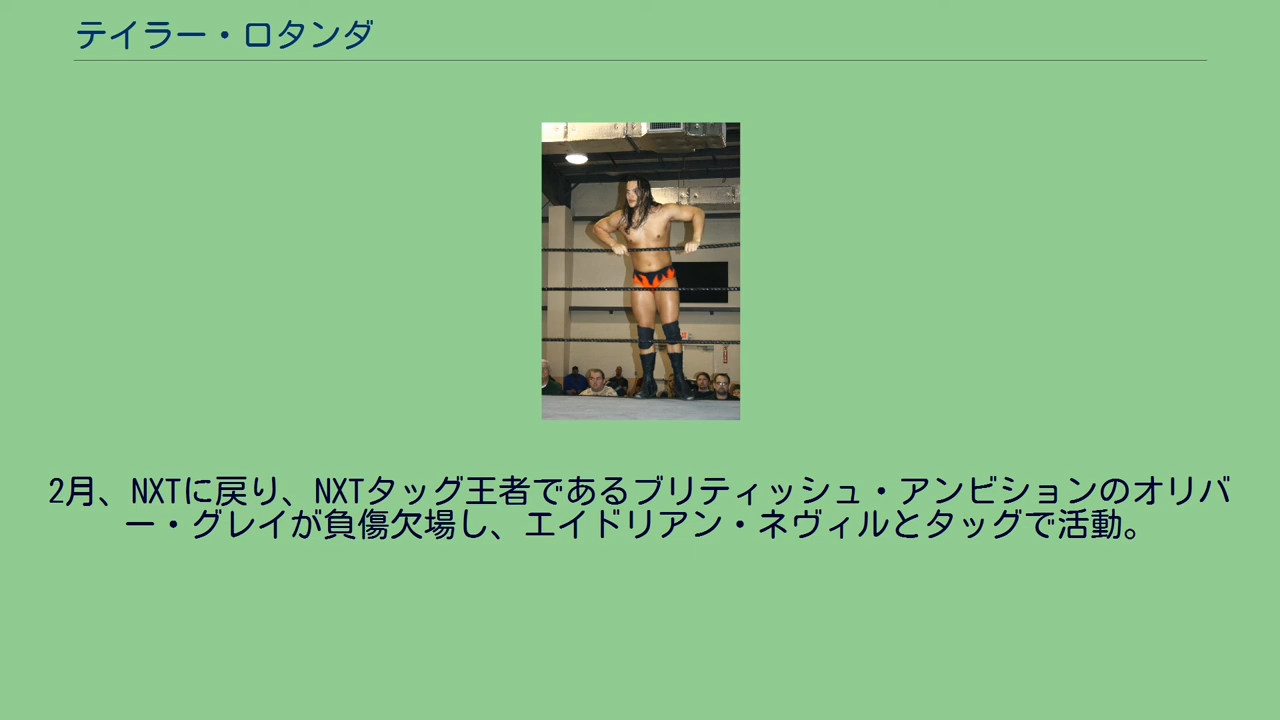 テイラー・ロタンダ
2月、NXTに戻り、NXTタッグ王者であるブリティッシュ・アンビションのオリバ
ー・グレイが負傷欠場し、エイドリアン・ネヴィルとタッグで活動。